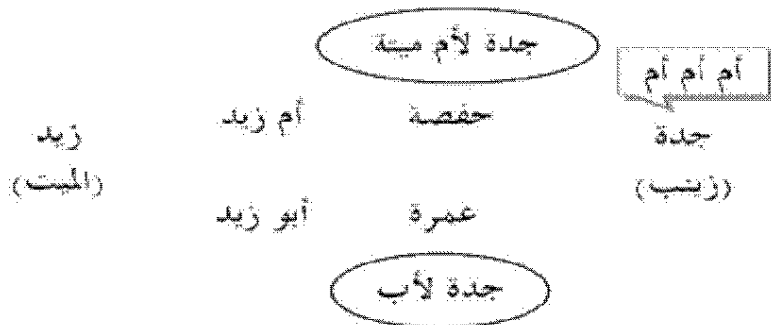 جدة لأم ميتة
أم أم أم
حفصة أم زيد زيد
جدة
(الميت)
(زينب)
عمرة أبو زيد
جدة لأب